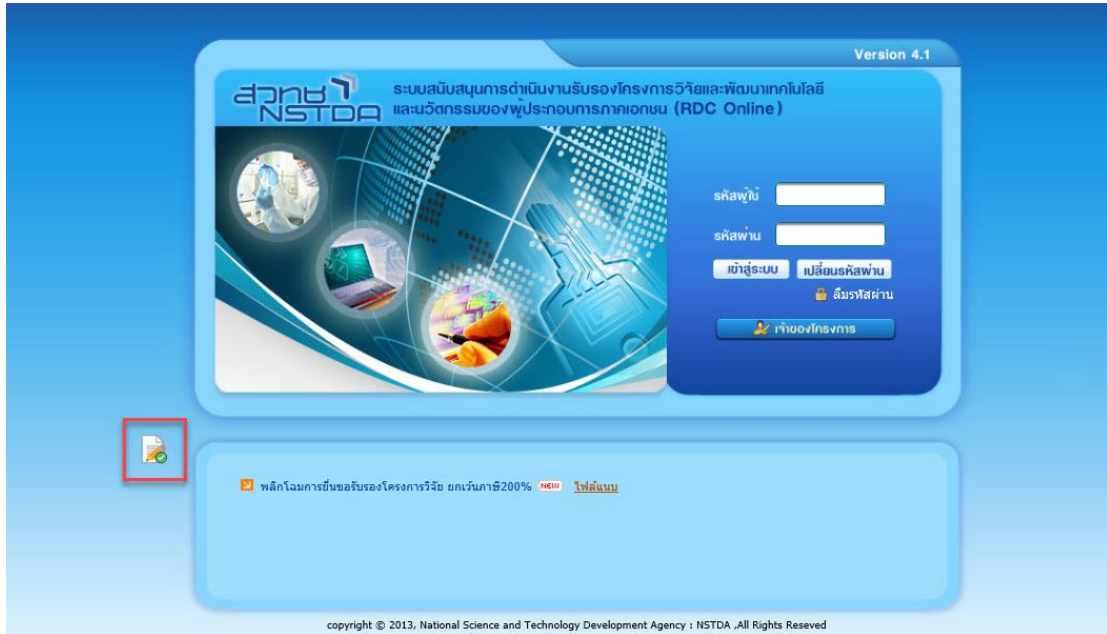 Version 4.1
สวทช
NSTDA
ระบบสนับสนุนการดำเนินงานรับรองโครงการวิจัยและพัฒนาเทคโนโลยี
และนวัตกรรมของผู้ประกอบการภาคเอกชน (RDC Online)
รหัสผู้ใช้
รหัสผ่าน
เข้าสู่ระบบ เปลี่ยนรหัสผ่าน
ลืมรหัสผ่าน
เจ้าของโครงการ
พลิกโฉมการยื่นขอรับรองโครงการวิจัย ยกเว้นภาษี200% NEW ไฟล์แนบ
copyright © 2013, National Science and Technology Development Agency : NSTDA ,All Rights Reseved